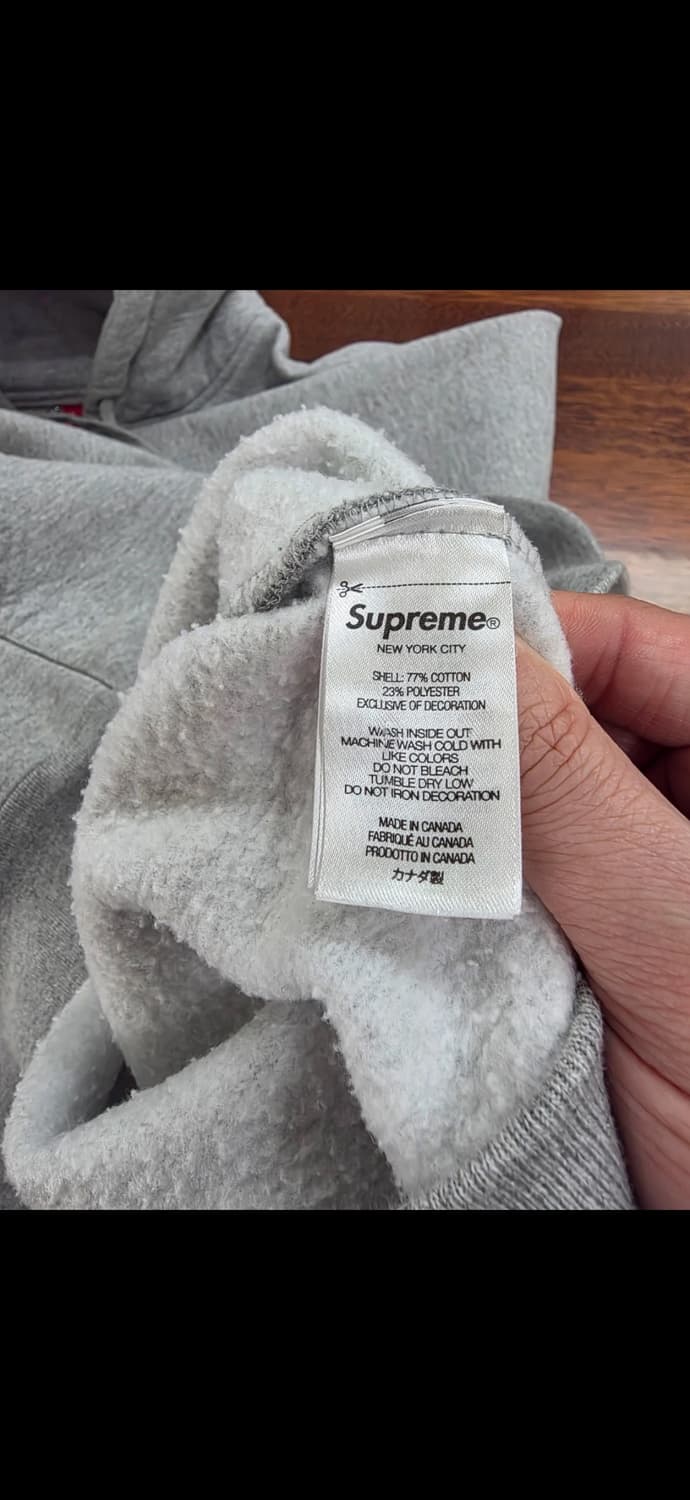 Supreme®
NEW YORK CITY
SHELL: 77% COTTON
23% POLYESTER
EXCLUSIVE OF DECORATION
WASH INSIDE OUT
MACHINE WASH COLD WITH
LIKE COLORS
DO NOT BLEACH
TUMBLE DRY LOW
DO NOT IRON DECORATION
MADE IN CANADA
FABRIQUÉ AU CANADA
PRODOTTO IN CANADA
カナダ製